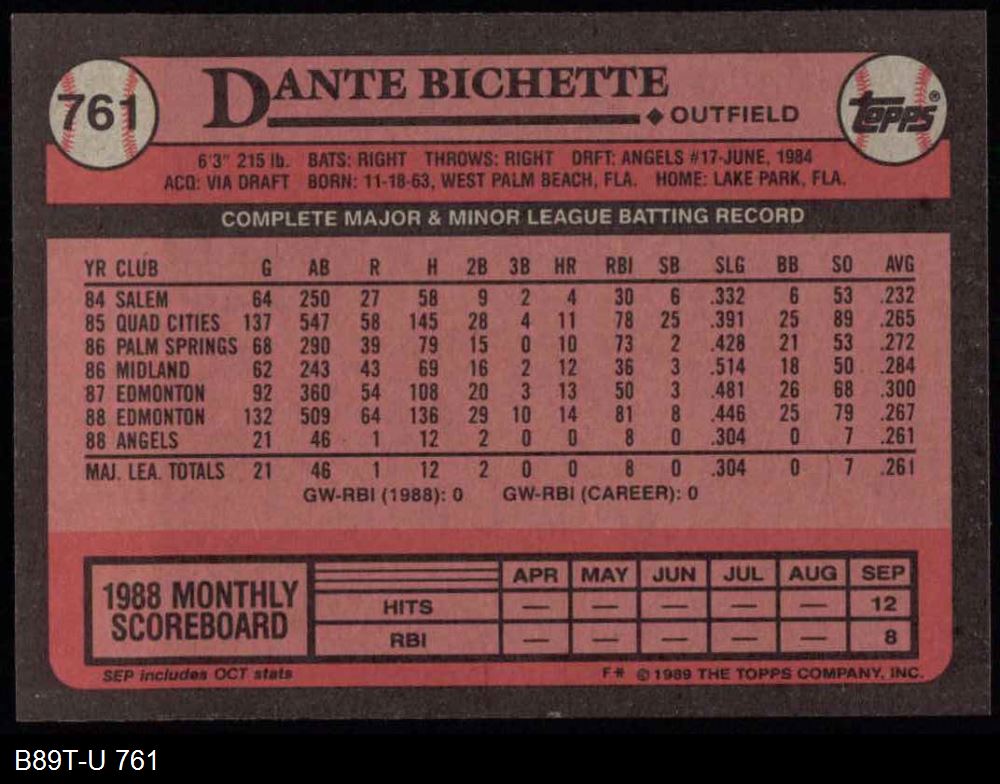 761
DANTE BICHETTE
◆ OUTFIELD
TOPPS®
6'3" 215 lb. BATS: RIGHT THROWS: RIGHT DRFT: ANGELS #17-JUNE, 1984
ACQ: VIA DRAFT BORN: 11-18-63, WEST PALM BEACH, FLA. HOME: LAKE PARK, FLA.
COMPLETE MAJOR & MINOR LEAGUE BATTING RECORD
YR CLUB G AB R H 2B 3B HR RBI SB SLG BB SO AVG
84 SALEM 64 250 27 58 9 2 4 30 6 .332 6 53 .232
85 QUAD CITIES 137 547 58 145 28 4 11 78 25 .391 25 89 .265
86 PALM SPRINGS 68 290 39 79 15 0 10 73 2 .428 21 53 .272
86 MIDLAND 62 243 43 69 16 2 12 36 3 .514 18 50 .284
87 EDMONTON 92 360 54 108 20 3 13 50 3 .481 26 68 .300
88 EDMONTON 132 509 64 136 29 10 14 81 8 .446 25 79 .267
88 ANGELS 21 46 1 12 2 0 0 8 0 .304 0 7 .261
MAJ. LEA. TOTALS 21 46 1 12 2 0 0 8 0 .304 0 7 .261
GW-RBI (1988): 0 GW-RBI (CAREER): 0
1988 MONTHLY
SCOREBOARD
APR MAY JUN JUL AUG SEP
HITS — — — — — 12
RBI — — — — — 8
SEP includes OCT stats
F# © 1989 THE TOPPS COMPANY, INC.
B89T-U 761